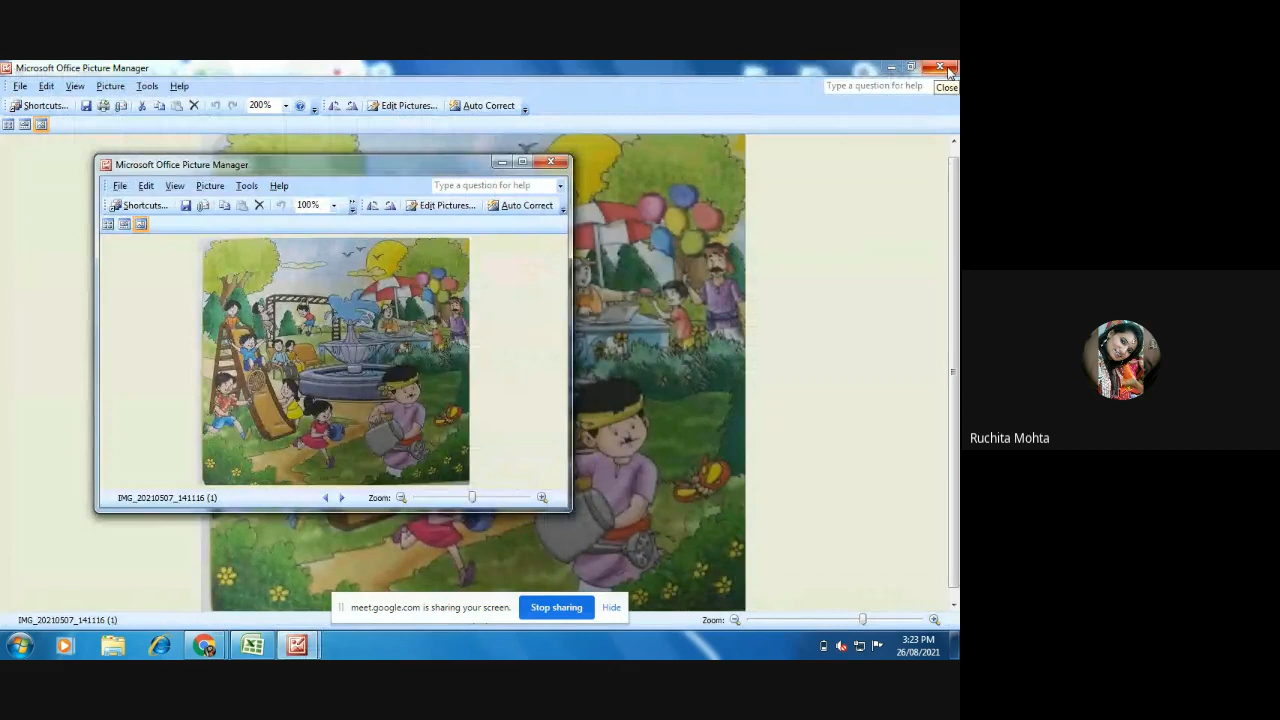 Microsoft Office Picture Manager
File Edit View Picture Tools Help
Type a question for help
Close
Shortcuts... 200% Edit Pictures... Auto Correct
Microsoft Office Picture Manager
File Edit View Picture Tools Help
Type a question for help
Shortcuts... 100% Edit Pictures... Auto Correct
IMG_20210507_141116 (1)
Zoom:
meet.google.com is sharing your screen. Stop sharing Hide
IMG_20210507_141116 (1)
Zoom:
3:23 PM
26/08/2021
Ruchita Mohta